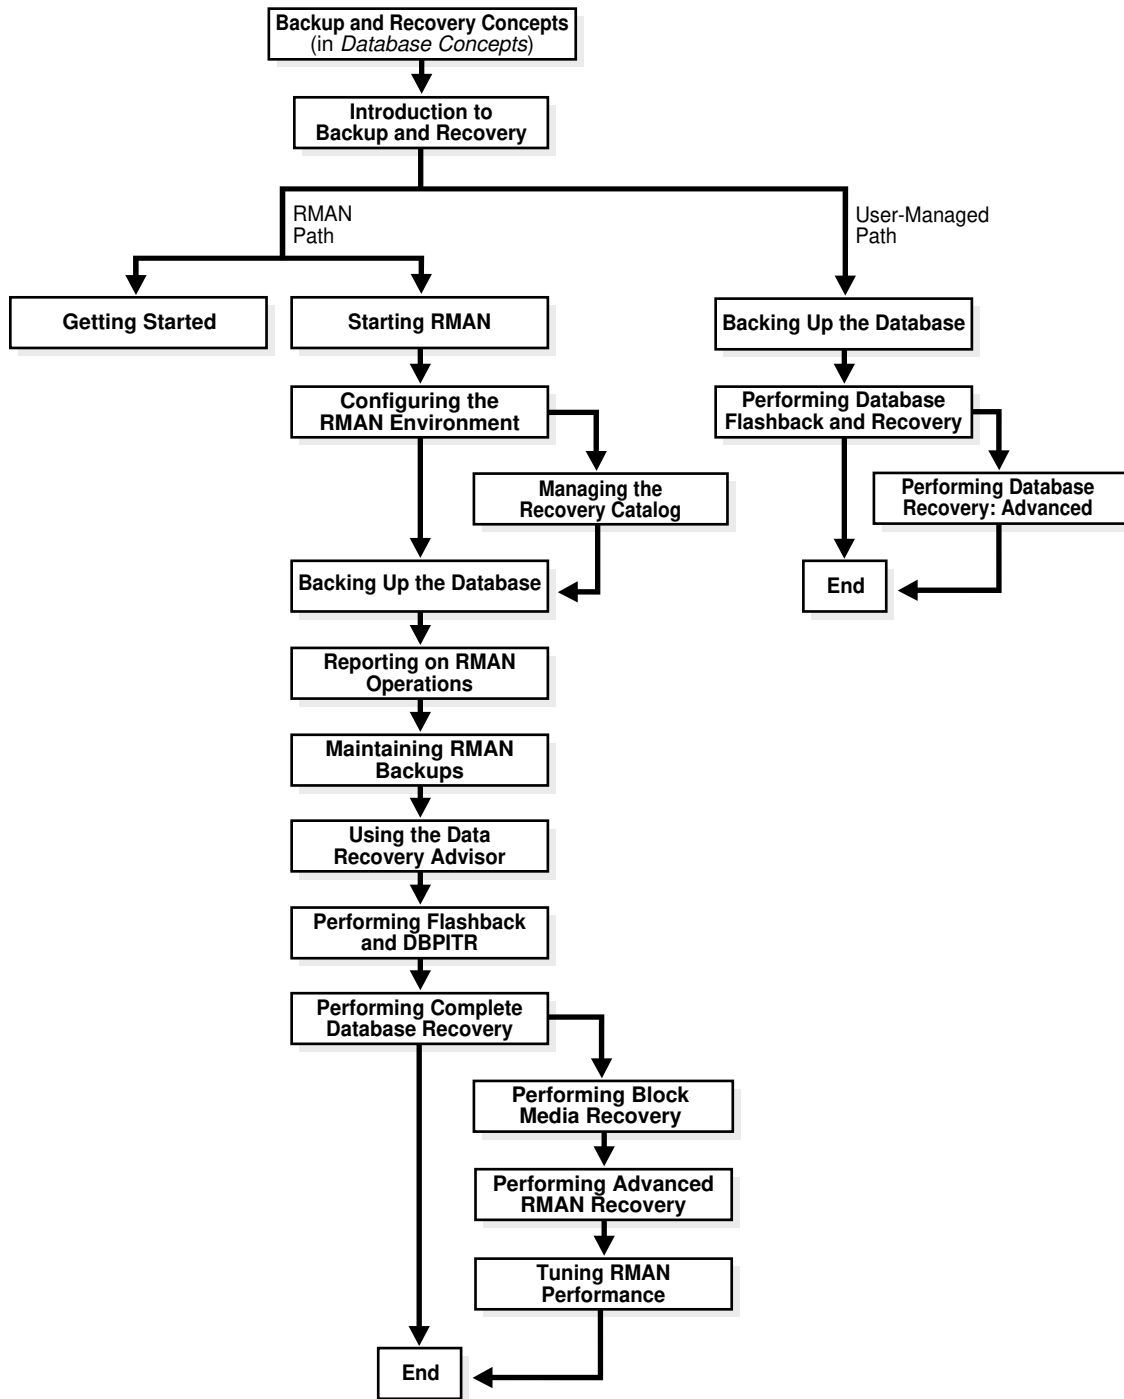 Backup and Recovery Concepts
(in Database Concepts)
Introduction to
Backup and Recovery
RMAN
Path
User-Managed
Path
Getting Started
Starting RMAN
Backing Up the Database
Configuring the
RMAN Environment
Performing Database
Flashback and Recovery
Managing the
Recovery Catalog
Performing Database
Recovery: Advanced
Backing Up the Database
End
Reporting on RMAN
Operations
Maintaining RMAN
Backups
Using the Data
Recovery Advisor
Performing Flashback
and DBPITR
Performing Complete
Database Recovery
Performing Block
Media Recovery
Performing Advanced
RMAN Recovery
Tuning RMAN
Performance
End